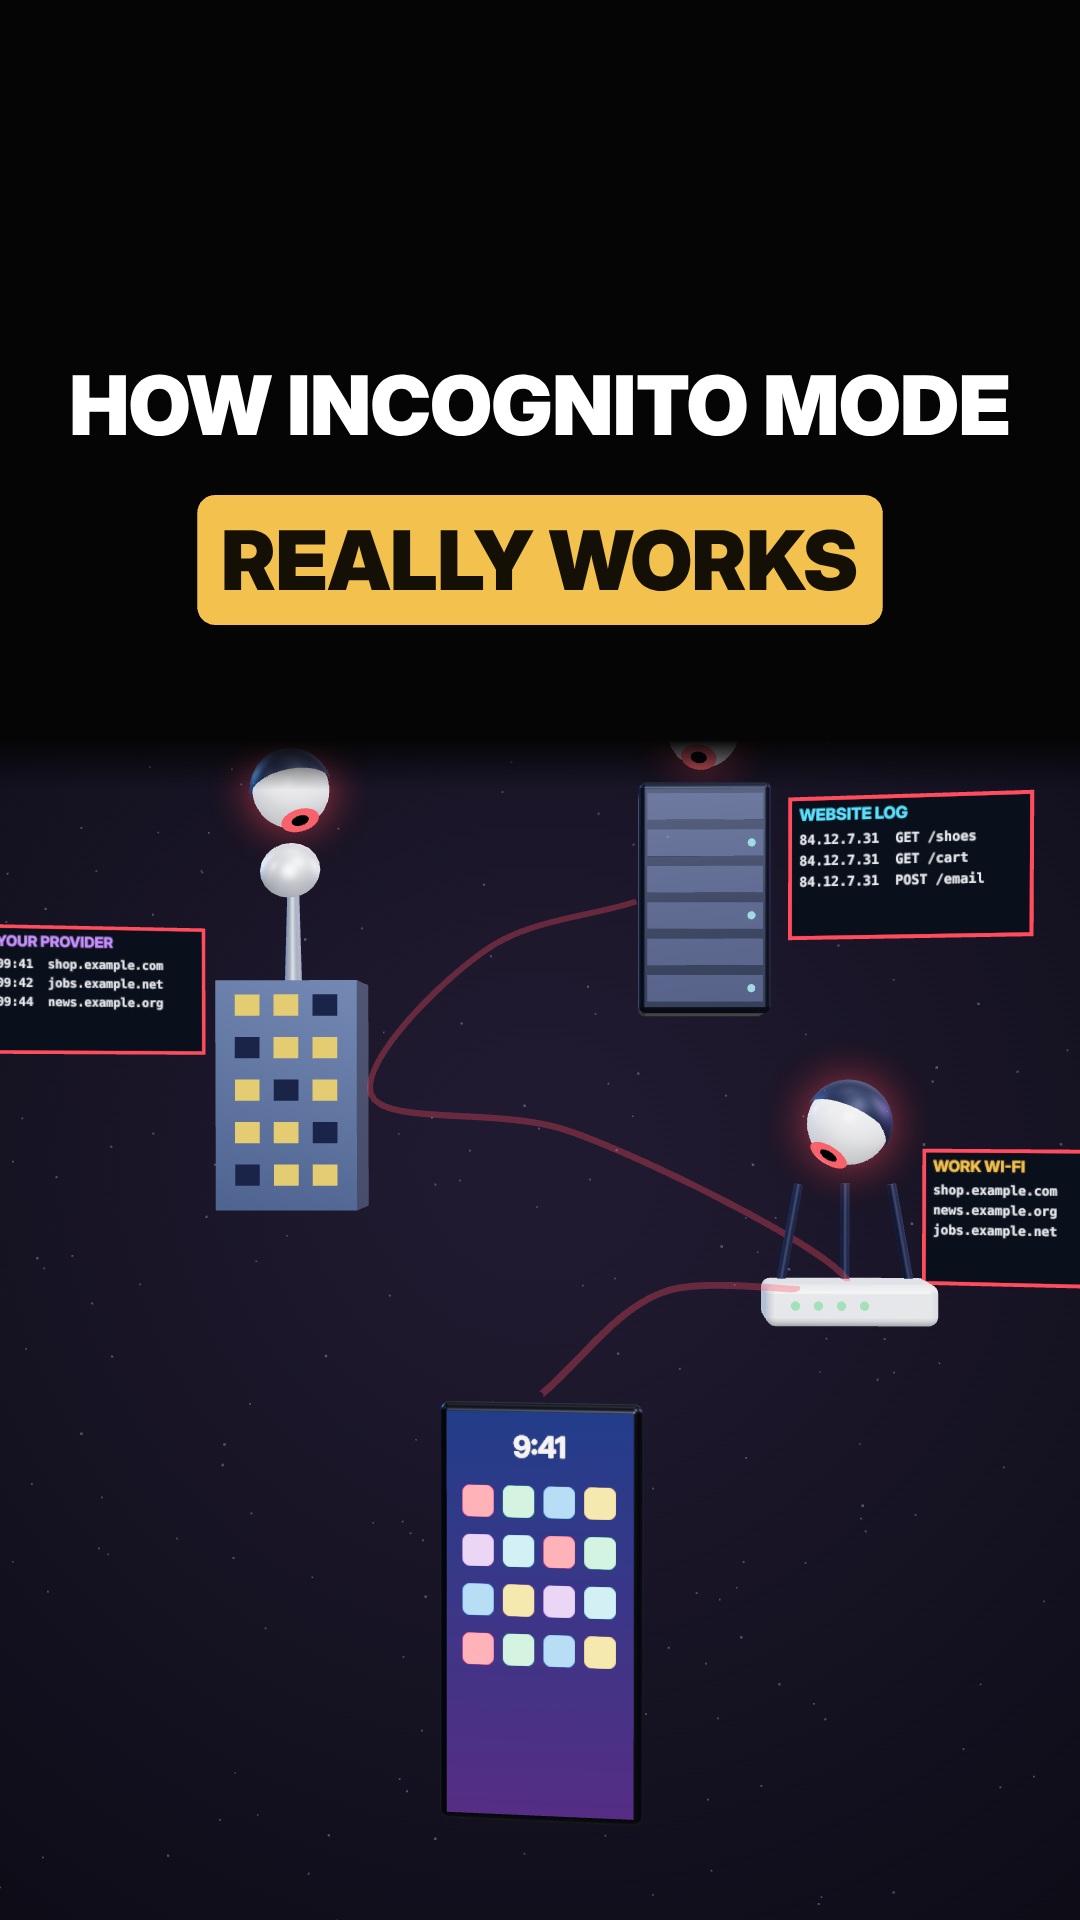 HOW INCOGNITO MODE
REALLY WORKS
WEBSITE LOG
84.12.7.31 GET /shoes
84.12.7.31 GET /cart
84.12.7.31 POST /email
YOUR PROVIDER
09:41 shop.example.com
09:42 jobs.example.net
09:44 news.example.org
WORK WI-FI
shop.example.com
news.example.org
jobs.example.net
9:41